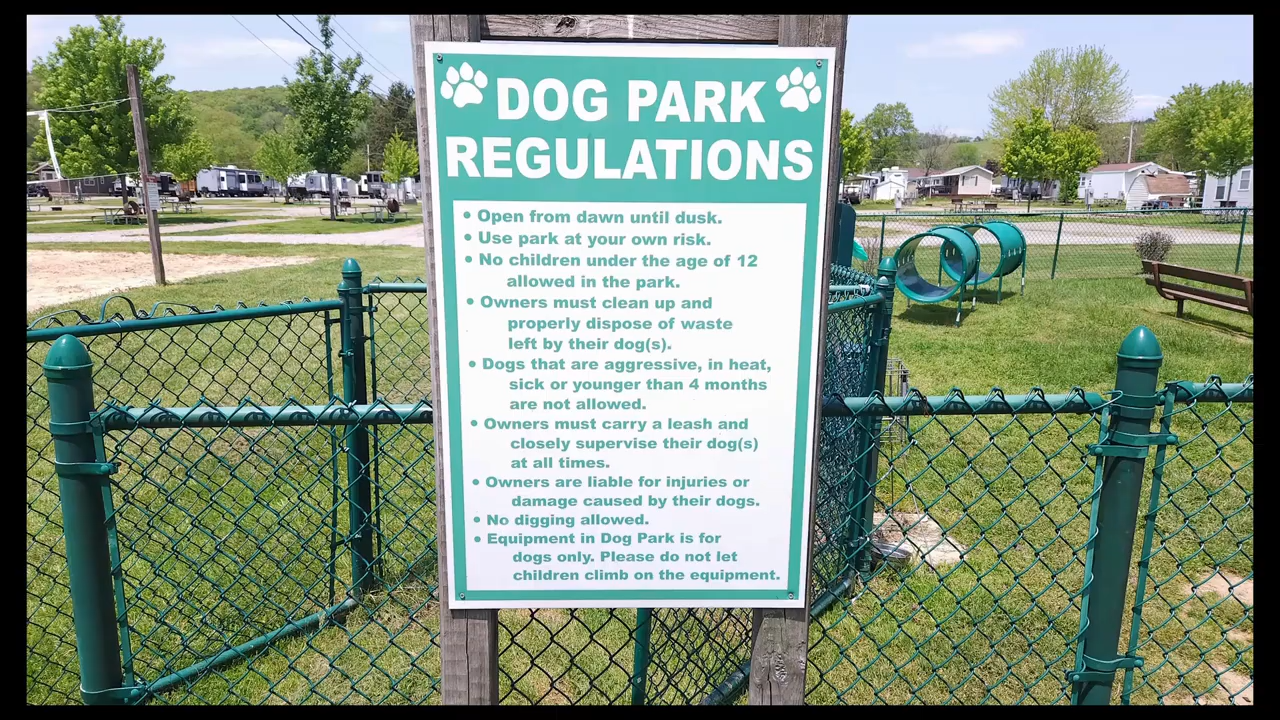 DOG PARK
REGULATIONS
• Open from dawn until dusk.
• Use park at your own risk.
• No children under the age of 12
allowed in the park.
• Owners must clean up and
properly dispose of waste
left by their dog(s).
• Dogs that are aggressive, in heat,
sick or younger than 4 months
are not allowed.
• Owners must carry a leash and
closely supervise their dog(s)
at all times.
• Owners are liable for injuries or
damage caused by their dogs.
• No digging allowed.
• Equipment in Dog Park is for
dogs only. Please do not let
children climb on the equipment.